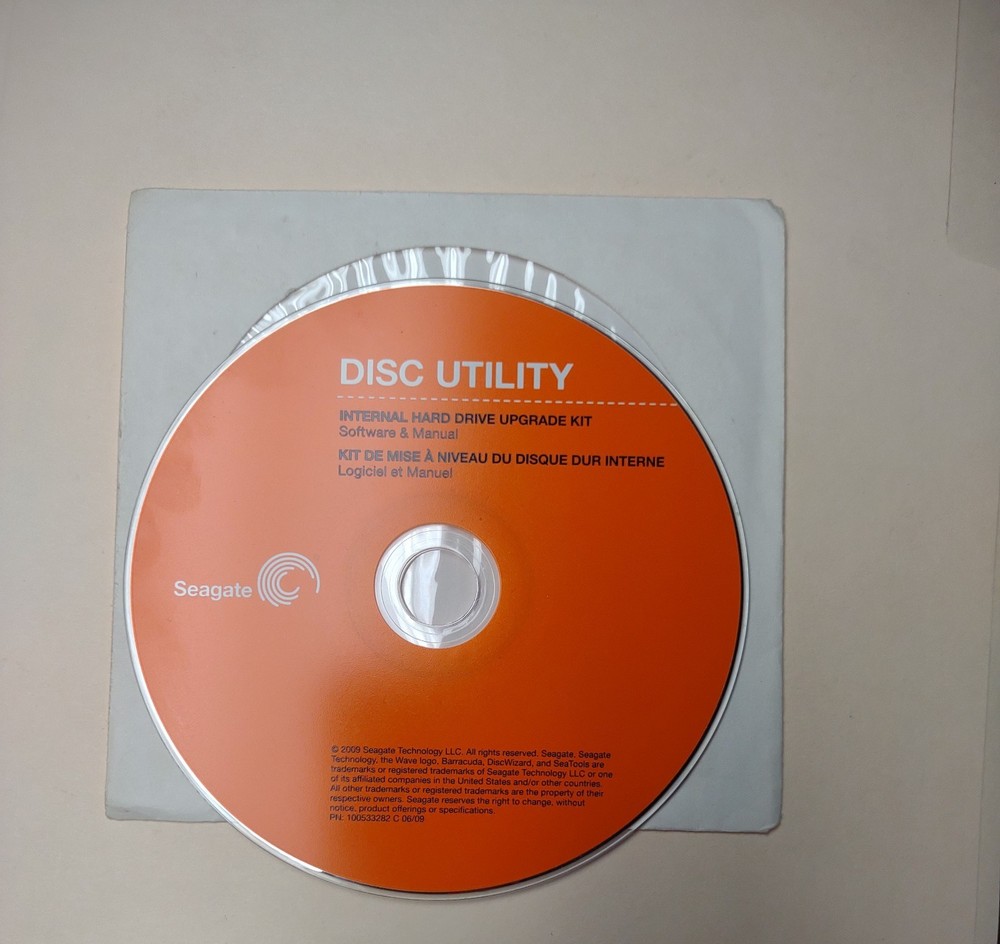 DISC UTILITY
INTERNAL HARD DRIVE UPGRADE KIT
Software & Manual
KIT DE MISE À NIVEAU DU DISQUE DUR INTERNE
Logiciel et Manuel
Seagate
© 2009 Seagate Technology LLC. All rights reserved. Seagate, Seagate
Technology, the Wave logo, Barracuda, DiscWizard, and SeaTools are
trademarks or registered trademarks of Seagate Technology LLC or one
of its affiliated companies in the United States and/or other countries.
All other trademarks or registered trademarks are the property of their
respective owners. Seagate reserves the right to change, without
notice, product offerings or specifications.
PN: 100533282 C 06/09